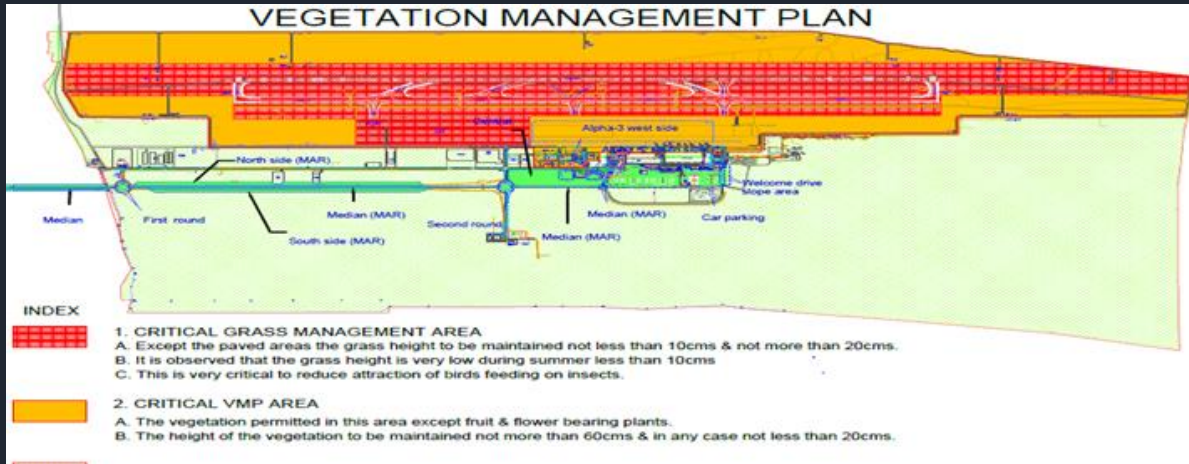 VEGETATION MANAGEMENT PLAN
Alpha-3 west side
North side (MAR)
Welcome drive
slope area
Median
First round
Median (MAR)
Second round
Median (MAR)
Car parking
South side (MAR)
Median (MAR)
INDEX
1. CRITICAL GRASS MANAGEMENT AREA
A. Except the paved areas the grass height to be maintained not less than 10cms & not more than 20cms.
B. It is observed that the grass height is very low during summer less than 10cms
C. This is very critical to reduce attraction of birds feeding on insects.
2. CRITICAL VMP AREA
A. The vegetation permitted in this area except fruit & flower bearing plants.
B. The height of the vegetation to be maintained not more than 60cms & in any case not less than 20cms.